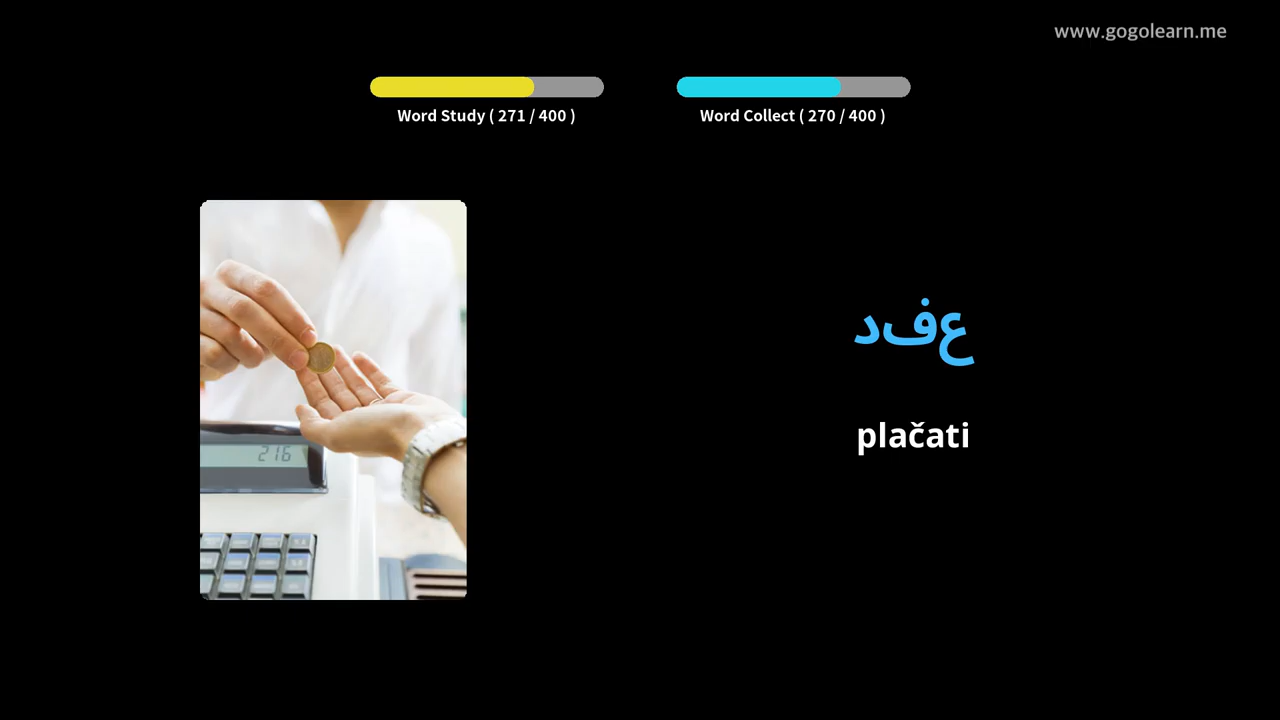 www.gogolearn.me
Word Study ( 271 / 400 )
Word Collect ( 270 / 400 )
216
دفع
plačati